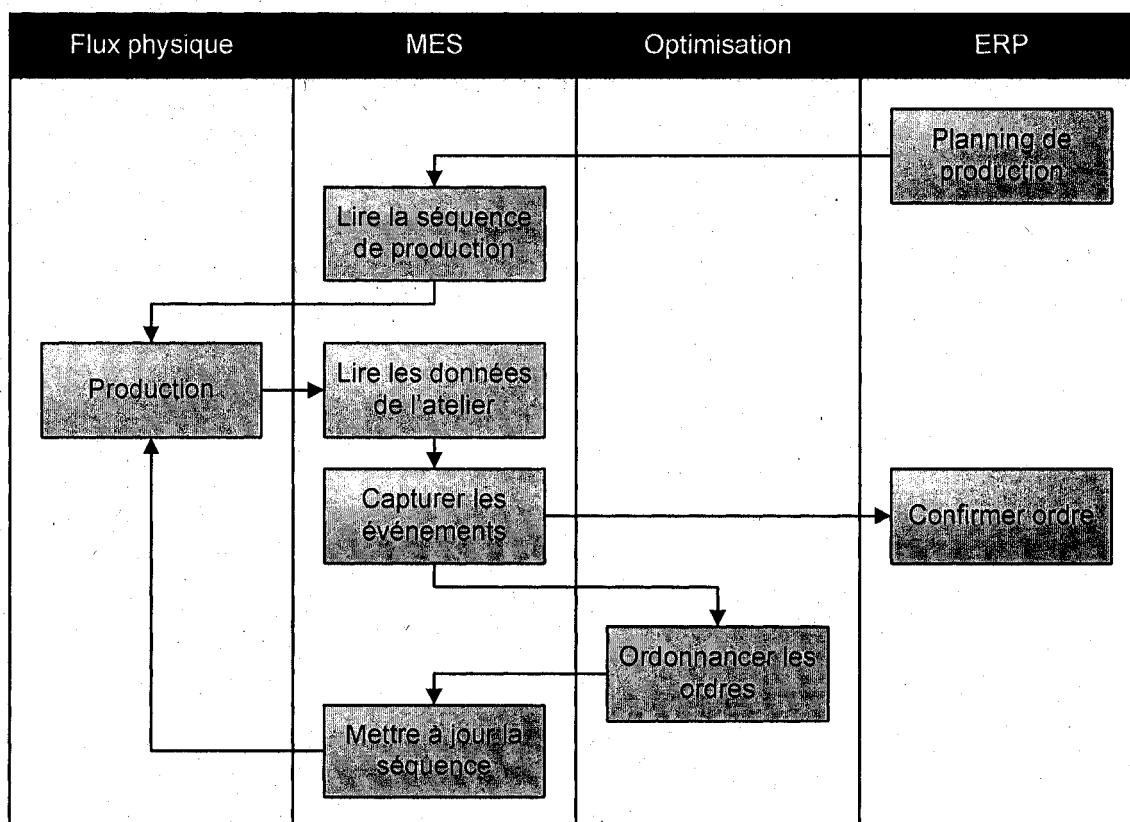 Flux physique
MES
Optimisation
ERP
Planning de
production
Lire la séquence
de production
Production
Lire les données
de l'atelier
Capturer les
événements
Confirmer ordre
Ordonnancer les
ordres
Mettre à jour la
séquence